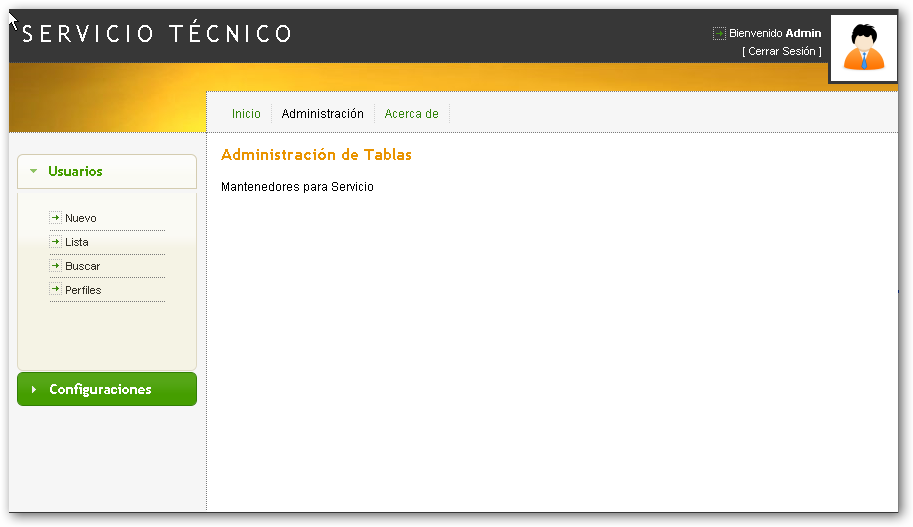 SERVICIO TÉCNICO
Bienvenido Admin
[ Cerrar Sesión ]
Inicio
Administración
Acerca de
Usuarios
Nuevo
Lista
Buscar
Perfiles
Configuraciones
Administración de Tablas
Mantenedores para Servicio